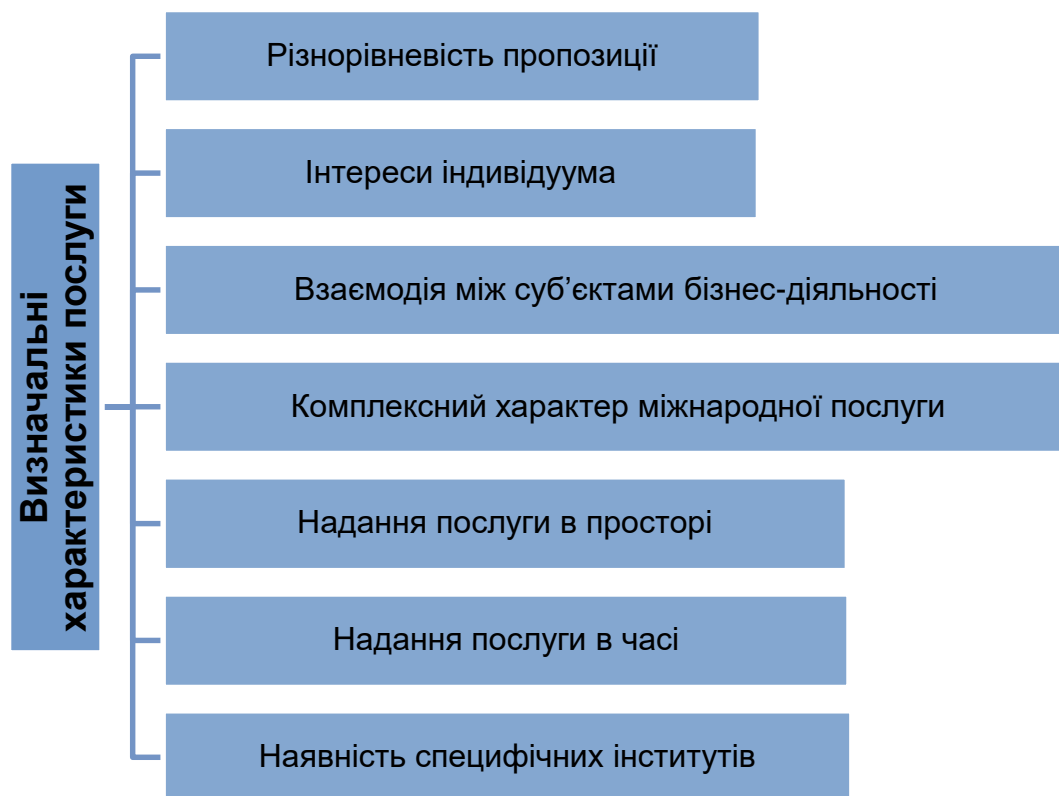 Визначальні
характеристики послуги
Різнорівневість пропозиції
Інтереси індивідуума
Взаємодія між суб’єктами бізнес-діяльності
Комплексний характер міжнародної послуги
Надання послуги в просторі
Надання послуги в часі
Наявність специфічних інститутів